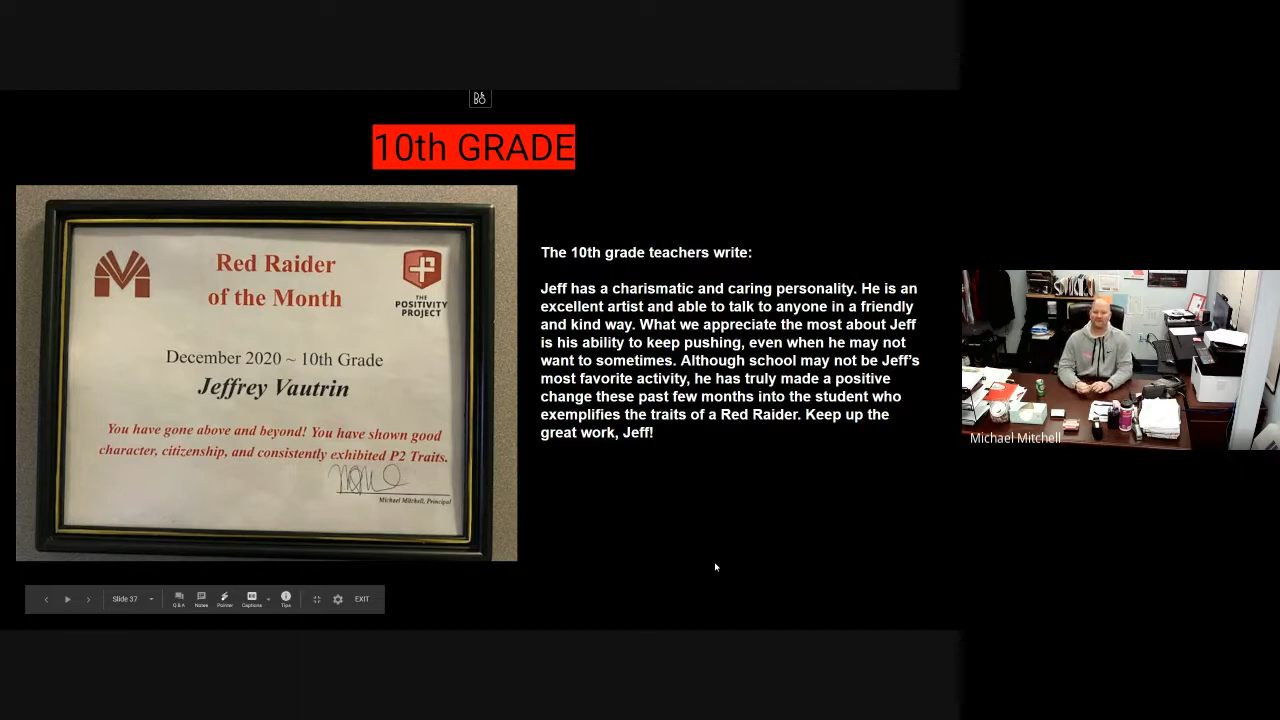 D&
BO
10th GRADE
Red Raider
of the Month
THE
POSITIVITY
PROJECT
December 2020 ~ 10th Grade
Jeffrey Vautrin
You have gone above and beyond! You have shown good
character, citizenship, and consistently exhibited P2 Traits.
Michael Mitchell, Principal
The 10th grade teachers write:
Jeff has a charismatic and caring personality. He is an
excellent artist and able to talk to anyone in a friendly
and kind way. What we appreciate the most about Jeff
is his ability to keep pushing, even when he may not
want to sometimes. Although school may not be Jeff's
most favorite activity, he has truly made a positive
change these past few months into the student who
exemplifies the traits of a Red Raider. Keep up the
great work, Jeff!
Michael Mitchell
Slide 37
Q & A
Notes
Pointer
Captions
Tips
EXIT